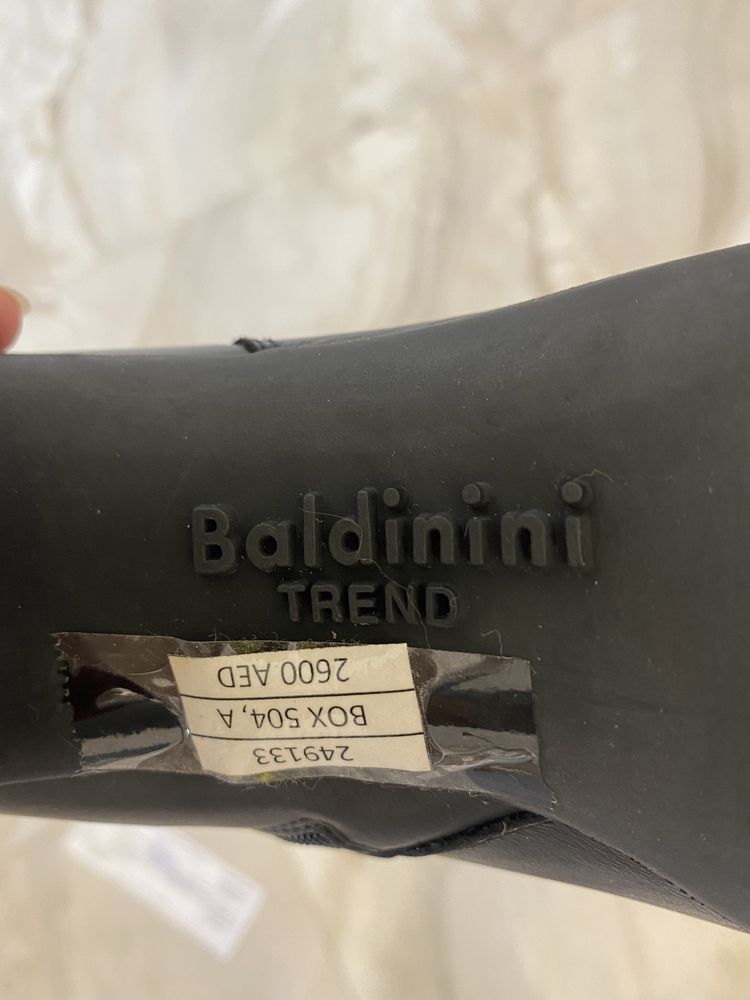 Baldinini
TREND
249133
BOX 504, A
2600 AED